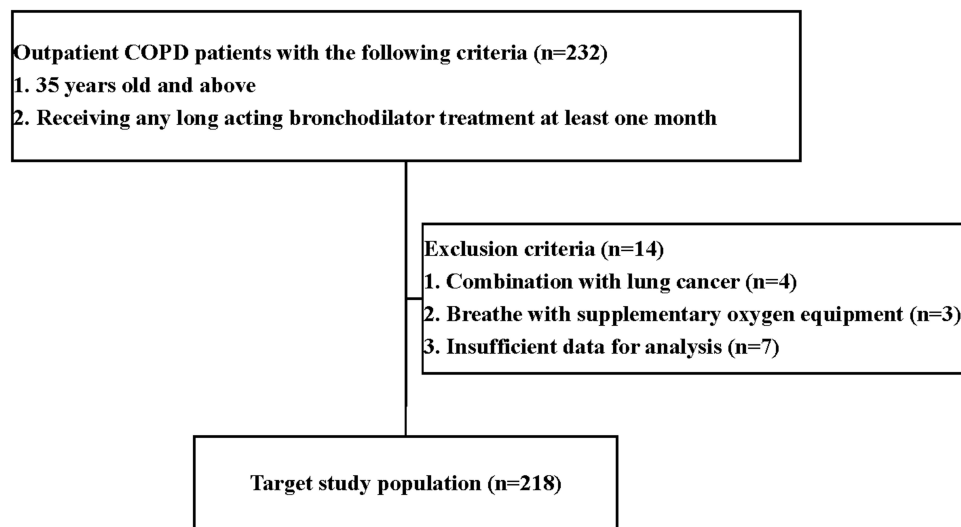 Outpatient COPD patients with the following criteria (n=232)
1. 35 years old and above
2. Receiving any long acting bronchodilator treatment at least one month
Exclusion criteria (n=14)
1. Combination with lung cancer (n=4)
2. Breathe with supplementary oxygen equipment (n=3)
3. Insufficient data for analysis (n=7)
Target study population (n=218)